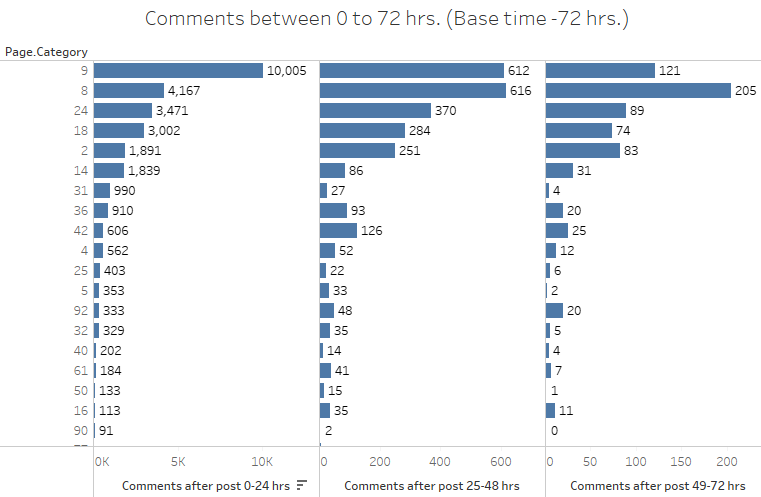 Comments between 0 to 72 hrs. (Base time -72 hrs.)
Page.Category
9 10,005 612 121
8 4,167 616 205
24 3,471 370 89
18 3,002 284 74
2 1,891 251 83
14 1,839 86 31
31 990 27 4
36 910 93 20
42 606 126 25
4 562 52 12
25 403 22 6
5 353 33 2
92 333 48 20
32 329 35 5
40 202 14 4
61 184 41 7
50 133 15 1
16 113 35 11
90 91 2 0
0K 5K 10K 0 200 400 600 0 50 100 150 200
Comments after post 0-24 hrs Comments after post 25-48 hrs Comments after post 49-72 hrs